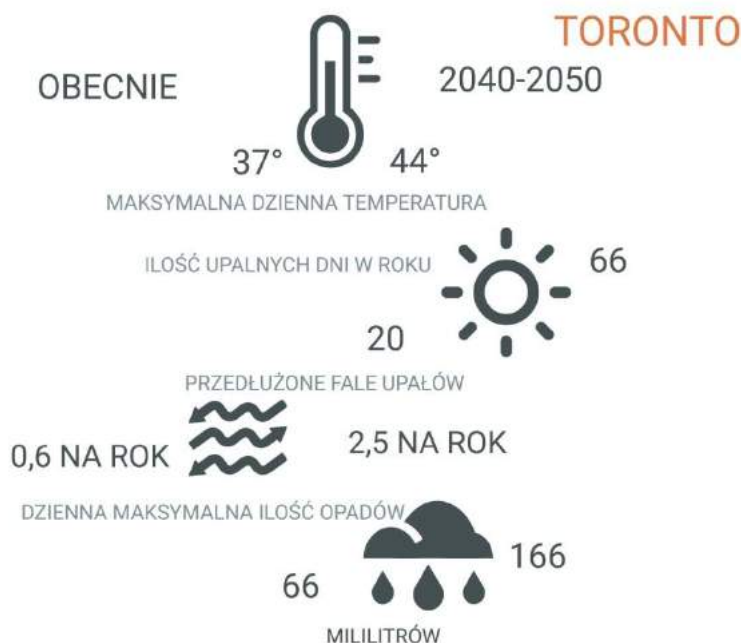 TORONTO
OBECNIE
2040-2050
37° 44°
MAKSYMALNA DZIENNA TEMPERATURA
ILOŚĆ UPALNYCH DNI W ROKU
66
20
PRZEDŁUŻONE FALE UPAŁÓW
0,6 NA ROK
2,5 NA ROK
DZIENNA MAKSYMALNA ILOŚĆ OPADÓW
166
66
MILILITRÓW